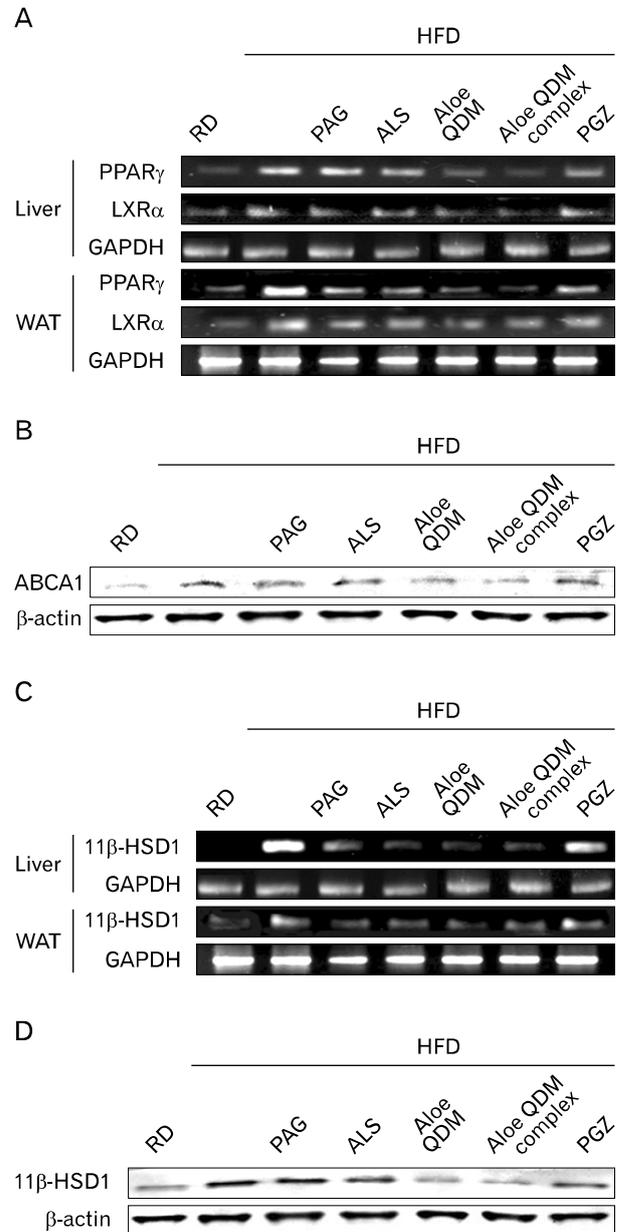 A
HFD
RD
PAG
ALS
Aloe
QDM
Aloe QDM
complex
PGZ
Liver
PPARγ
LXRα
GAPDH
WAT
PPARγ
LXRα
GAPDH
B
HFD
RD
PAG
ALS
Aloe
QDM
Aloe QDM
complex
PGZ
ABCA1
β-actin
C
HFD
RD
PAG
ALS
Aloe
QDM
Aloe QDM
complex
PGZ
Liver
11β-HSD1
GAPDH
WAT
11β-HSD1
GAPDH
D
HFD
RD
PAG
ALS
Aloe
QDM
Aloe QDM
complex
PGZ
11β-HSD1
β-actin